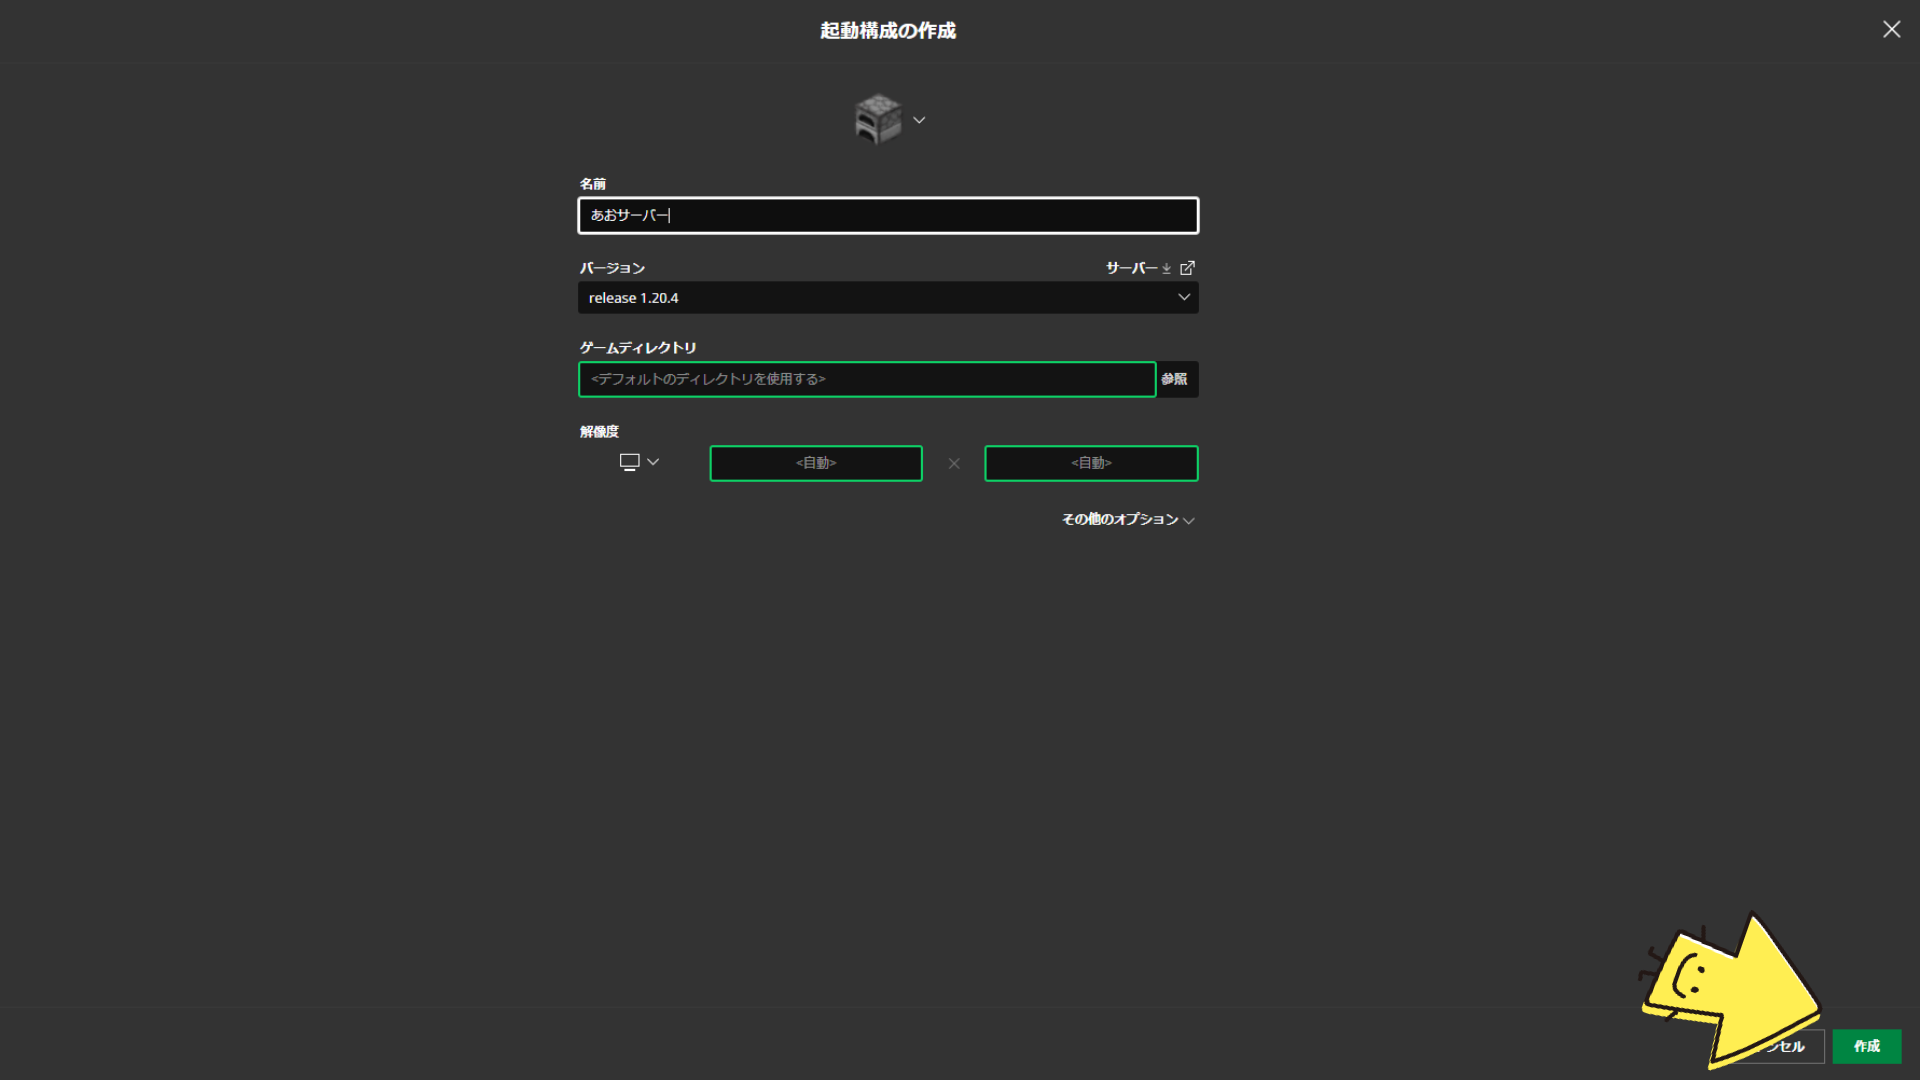 起動構成の作成
名前
あおサーバー
バージョン
サーバー
release 1.20.4
ゲームディレクトリ
<デフォルトのディレクトリを使用する>
参照
解像度
<自動>
<自動>
その他のオプション
ンセル
作成